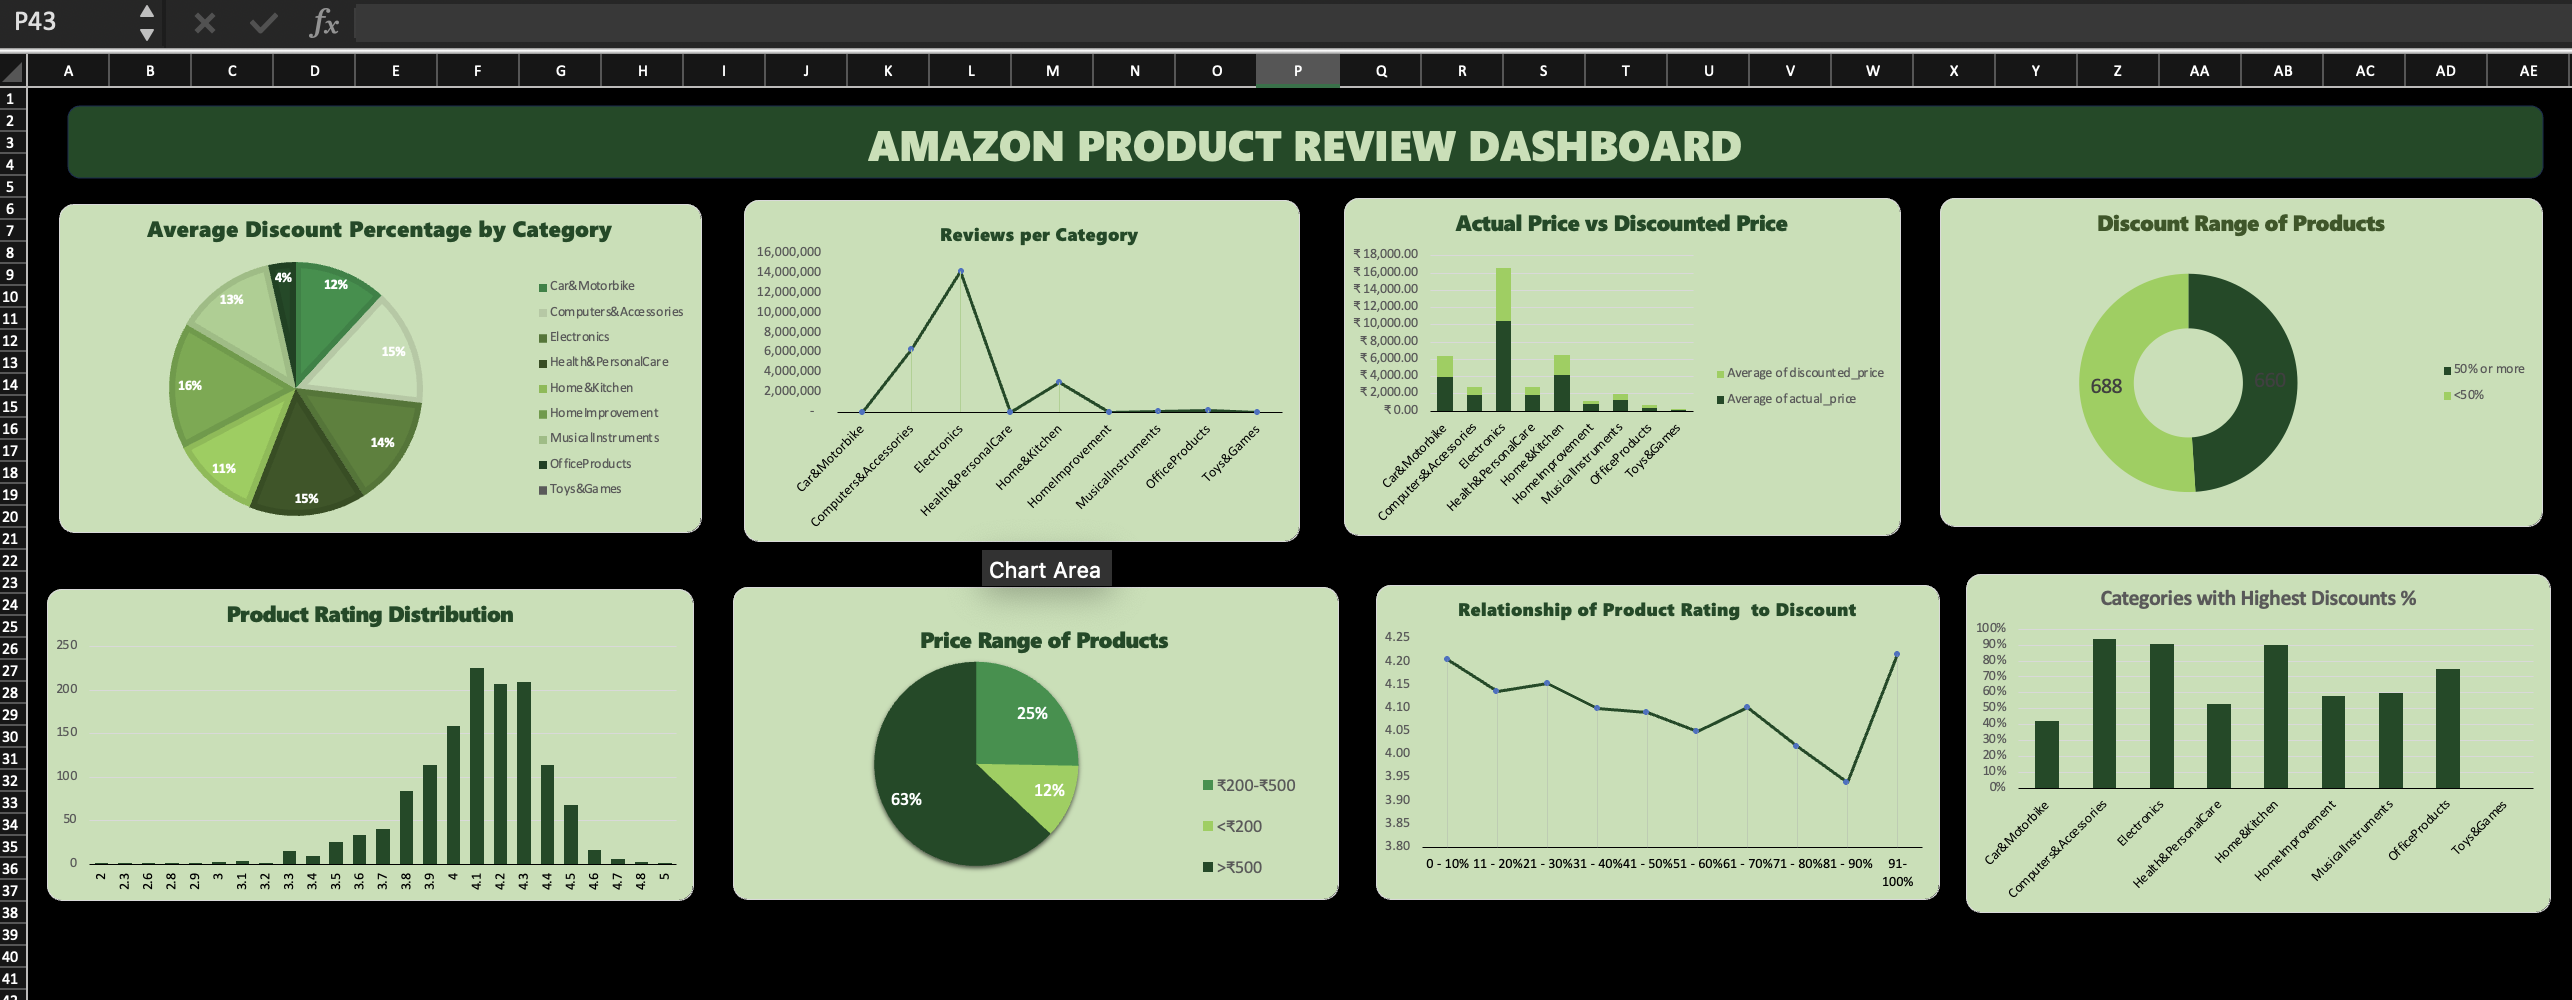 P43
fx
A B C D E F G H I J K L M N O P Q R S T U V W X Y Z AA AB AC AD AE
1
2
3
4
5
6
7
8
9
10
11
12
13
14
15
16
17
18
19
20
21
22
23
24
25
26
27
28
29
30
31
32
33
34
35
36
37
38
39
40
41
AMAZON PRODUCT REVIEW DASHBOARD
Average Discount Percentage by Category
4%
12%
13%
15%
16%
14%
11%
15%
Car&Motorbike
Computers&Accessories
Electronics
Health&PersonalCare
Home&Kitchen
HomeImprovement
MusicalInstruments
OfficeProducts
Toys&Games
Reviews per Category
16,000,000
14,000,000
12,000,000
10,000,000
8,000,000
6,000,000
4,000,000
2,000,000
-
Car&Motorbike
Computers&Accessories
Electronics
Health&PersonalCare
Home&Kitchen
HomeImprovement
MusicalInstruments
OfficeProducts
Toys&Games
Actual Price vs Discounted Price
₹ 18,000.00
₹ 16,000.00
₹ 14,000.00
₹ 12,000.00
₹ 10,000.00
₹ 8,000.00
₹ 6,000.00
₹ 4,000.00
₹ 2,000.00
₹ 0.00
Car&Motorbike
Computers&Accessories
Electronics
Health&PersonalCare
Home&Kitchen
HomeImprovement
MusicalInstruments
OfficeProducts
Toys&Games
Average of discounted_price
Average of actual_price
Discount Range of Products
688
660
50% or more
<50%
Chart Area
Product Rating Distribution
250
200
150
100
50
0
2 2.3 2.6 2.8 2.9 3 3.1 3.2 3.3 3.4 3.5 3.6 3.7 3.8 3.9 4 4.1 4.2 4.3 4.4 4.5 4.6 4.7 4.8 5
Price Range of Products
25%
12%
63%
₹200-₹500
<₹200
>₹500
Relationship of Product Rating  to Discount
4.25
4.20
4.15
4.10
4.05
4.00
3.95
3.90
3.85
3.80
0 - 10% 11 - 20% 21 - 30% 31 - 40% 41 - 50% 51 - 60% 61 - 70% 71 - 80% 81 - 90% 91-
100%
Categories with Highest Discounts %
100%
90%
80%
70%
60%
50%
40%
30%
20%
10%
0%
Car&Motorbike
Computers&Accessories
Electronics
Health&PersonalCare
Home&Kitchen
HomeImprovement
MusicalInstruments
OfficeProducts
Toys&Games